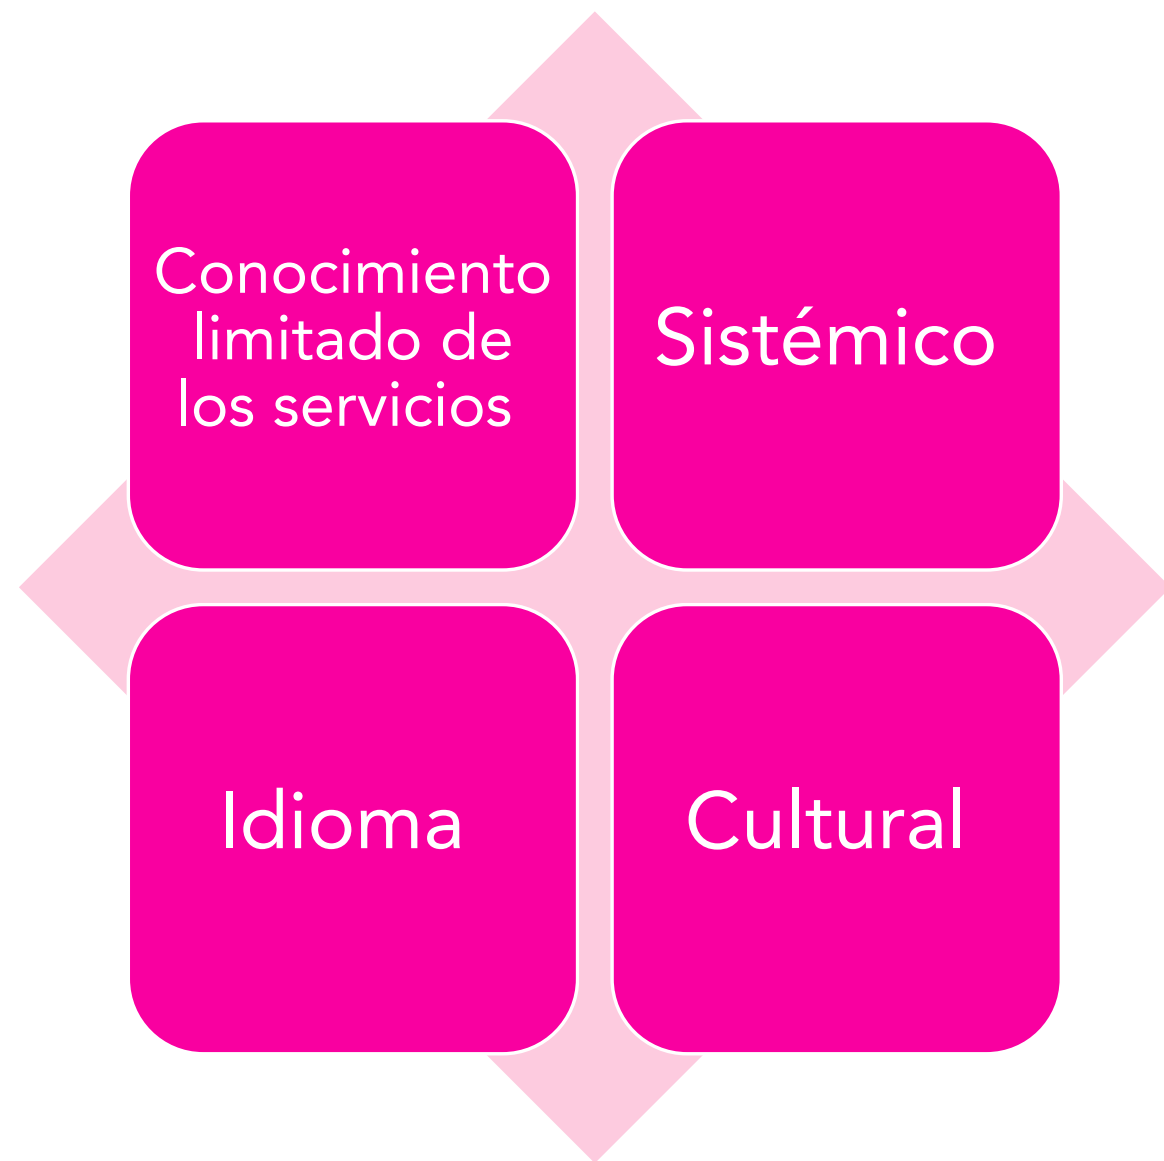 Conocimiento
limitado de
los servicios
Sistémico
Idioma
Cultural